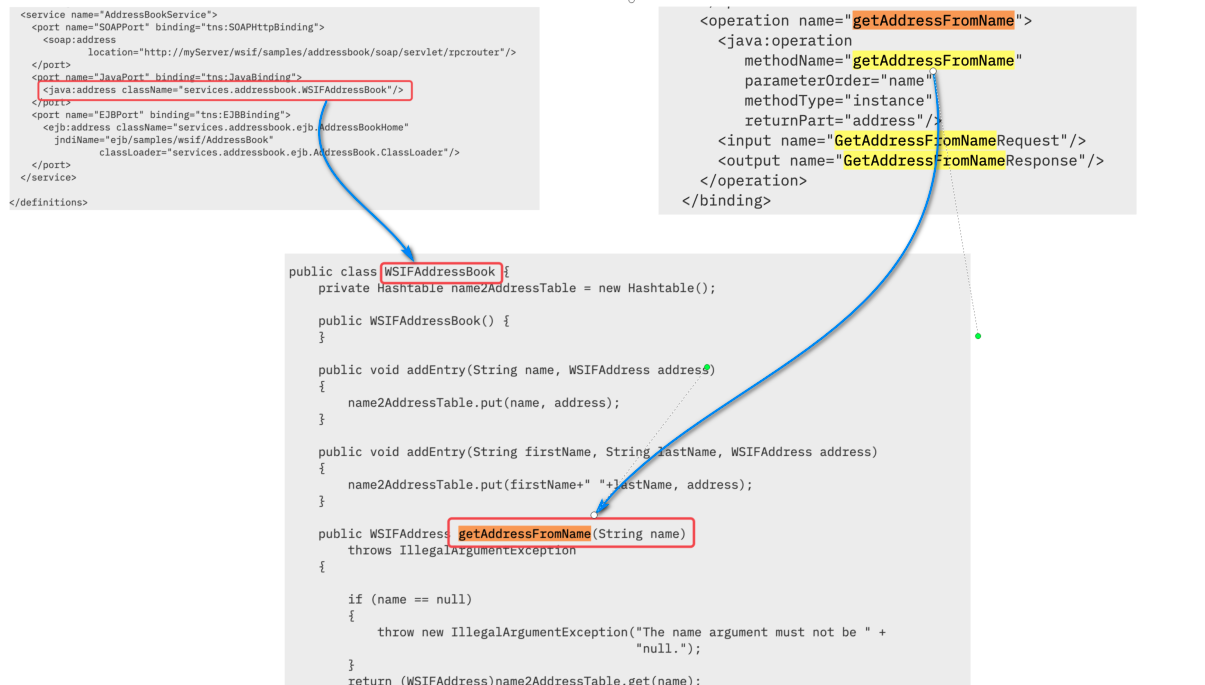 <service name="AddressBookService">
<port name="SOAPPort" binding="tns:SOAPHttpBinding">
<soap:address
location="http://myServer/wsif/samples/addressbook/soap/servlet/rpcrouter"/>
</port>
<port name="JavaPort" binding="tns:JavaBinding">
<java:address className="services.addressbook.WSIFAddressBook"/>
</port>
<port name="EJBPort" binding="tns:EJBBinding">
<ejb:address className="services.addressbook.ejb.AddressBookHome"
jndiName="ejb/samples/wsif/AddressBook"
classLoader="services.addressbook.ejb.AddressBook.ClassLoader"/>
</port>
</service>
</definitions>
<operation name="getAddressFromName">
<java:operation
methodName="getAddressFromName"
parameterOrder="name"
methodType="instance"
returnPart="address"/>
<input name="GetAddressFromNameRequest"/>
<output name="GetAddressFromNameResponse"/>
</operation>
</binding>
public class WSIFAddressBook {
private Hashtable name2AddressTable = new Hashtable();
public WSIFAddressBook() {
}
public void addEntry(String name, WSIFAddress address)
{
name2AddressTable.put(name, address);
}
public void addEntry(String firstName, String lastName, WSIFAddress address)
{
name2AddressTable.put(firstName+" "+lastName, address);
}
public WSIFAddress getAddressFromName(String name)
throws IllegalArgumentException
{
if (name == null)
{
throw new IllegalArgumentException("The name argument must not be " +
"null.");
}
return (WSIFAddress)name2AddressTable.get(name);